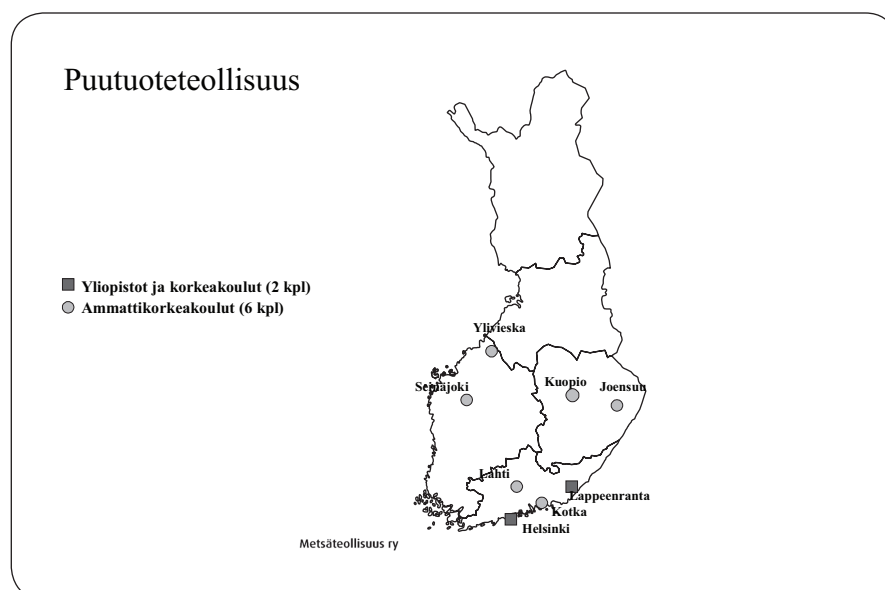 Puutuoteteollisuus
Yliopistot ja korkeakoulut (2 kpl)
Ammattikorkeakoulut (6 kpl)
Ylivieska
Seinäjoki
Kuopio
Joensuu
Lahti
Lappeenranta
Kotka
Helsinki
Metsäteollisuus ry